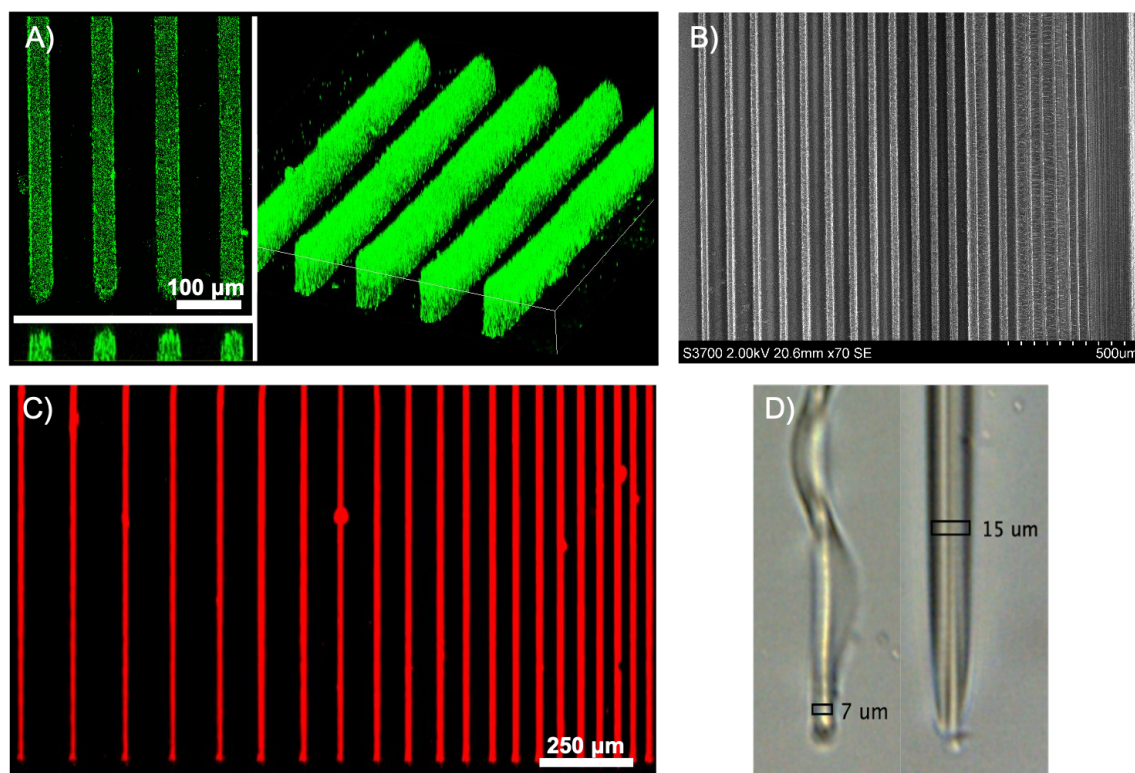 A)
100 µm
B)
S3700 2.00kV 20.6mm x70 SE
500um
C)
250 µm
D)
7 um
15 um